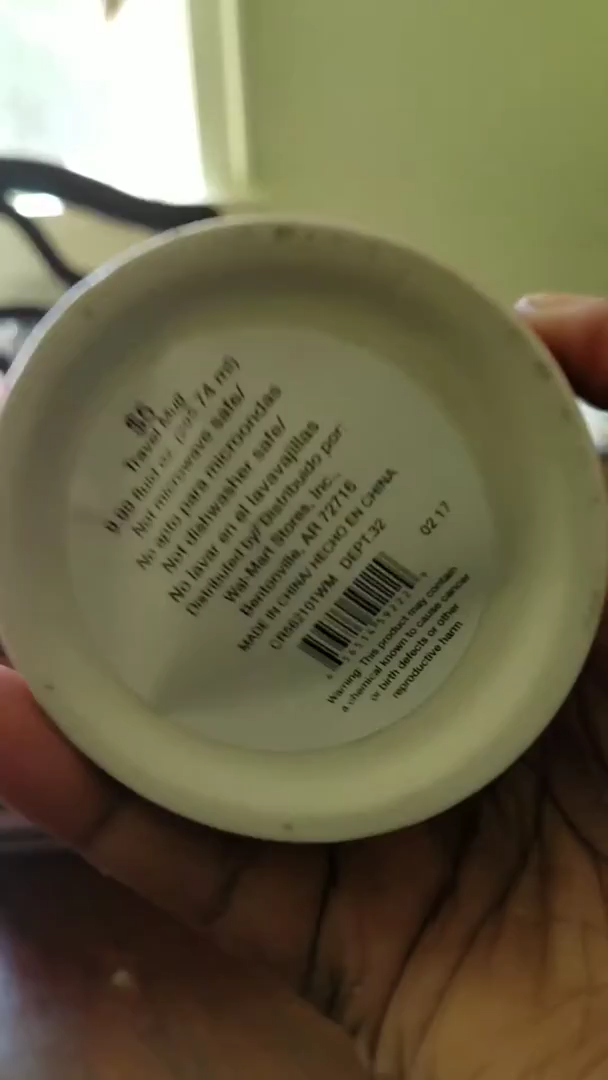 Travel Mug
fluid
Not microwave safe/
No apto para microondas
Not dishwasher safe/
No lavar en el lavavajillas
Distributed by/ Distribuido por:
Wal-Mart Stores, Inc.,
Bentonville, AR 72716
MADE IN CHINA/ HECHO EN CHINA
CR562101WM DEPT.32
02 17
Warning: This product may contain
a chemical known to cause cancer
or birth defects or other
reproductive harm